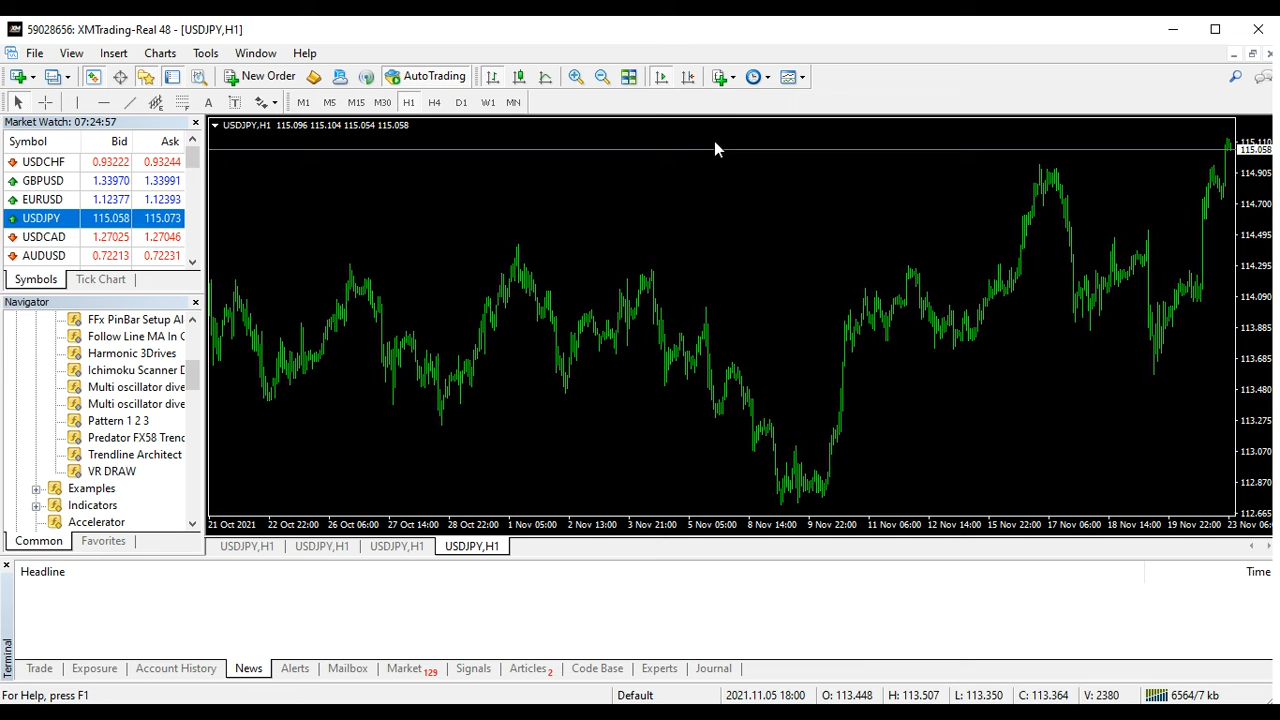 59028656: XMTrading-Real 48 - [USDJPY,H1]
File View Insert Charts Tools Window Help
New Order AutoTrading
A T M1 M5 M15 M30 H1 H4 D1 W1 MN
Market Watch: 07:24:57
Symbol Bid Ask
USDCHF 0.93222 0.93244
GBPUSD 1.33970 1.33991
EURUSD 1.12377 1.12393
USDJPY 115.058 115.073
USDCAD 1.27025 1.27046
AUDUSD 0.72213 0.72231
Symbols Tick Chart
Navigator
FFx PinBar Setup Al
Follow Line MA In C
Harmonic 3Drives
Ichimoku Scanner D
Multi oscillator dive
Multi oscillator dive
Pattern 1 2 3
Predator FX58 Trenc
Trendline Architect
VR DRAW
Examples
Indicators
Accelerator
Common Favorites
USDJPY,H1 115.096 115.104 115.054 115.058
115.110
115.058
114.905
114.700
114.495
114.295
114.090
113.885
113.685
113.480
113.275
113.070
112.870
112.665
21 Oct 2021 22 Oct 22:00 26 Oct 06:00 27 Oct 14:00 28 Oct 22:00 1 Nov 05:00 2 Nov 13:00 3 Nov 21:00 5 Nov 05:00 8 Nov 14:00 9 Nov 22:00 11 Nov 06:00 12 Nov 14:00 15 Nov 22:00 17 Nov 06:00 18 Nov 14:00 19 Nov 22:00 23 Nov 06:0
USDJPY,H1 USDJPY,H1 USDJPY,H1 USDJPY,H1
Headline Time
Terminal
Trade Exposure Account History News Alerts Mailbox Market 129 Signals Articles 2 Code Base Experts Journal
For Help, press F1 Default 2021.11.05 18:00 O: 113.448 H: 113.507 L: 113.350 C: 113.364 V: 2380 6564/7 kb